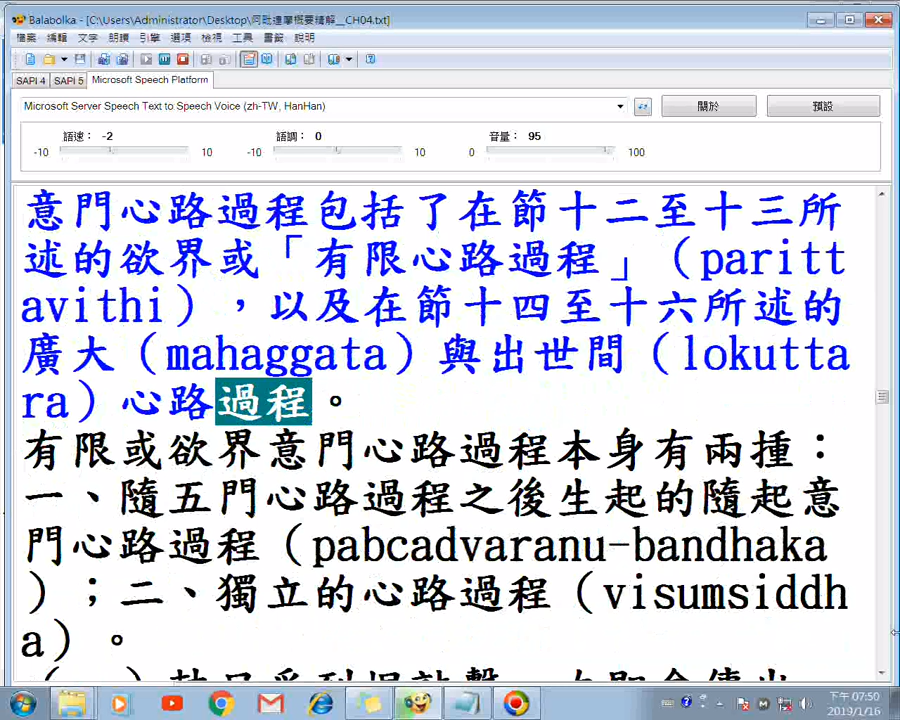 Balabolka - [C:\Users\Administrator\Desktop\阿毗達摩概要精解__CH04.txt]
檔案 編輯 文字 朗讀 引擎 選項 檢視 工具 書籤 說明
SAPI 4 SAPI 5 Microsoft Speech Platform
Microsoft Server Speech Text to Speech Voice (zh-TW, HanHan) 關於 預設
語速： -2 語調： 0 音量： 95
-10 10 -10 10 0 100
意門心路過程包括了在節十二至十三所
述的欲界或「有限心路過程」（paritt
avithi），以及在節十四至十六所述的
廣大（mahaggata）與出世間（lokutta
ra）心路過程。
有限或欲界意門心路過程本身有兩種：
一、隨五門心路過程之後生起的隨起意
門心路過程（pabcadvaranu-bandhaka
）；二、獨立的心路過程（visumsiddh
a）。
下午 07:50
2019/1/16